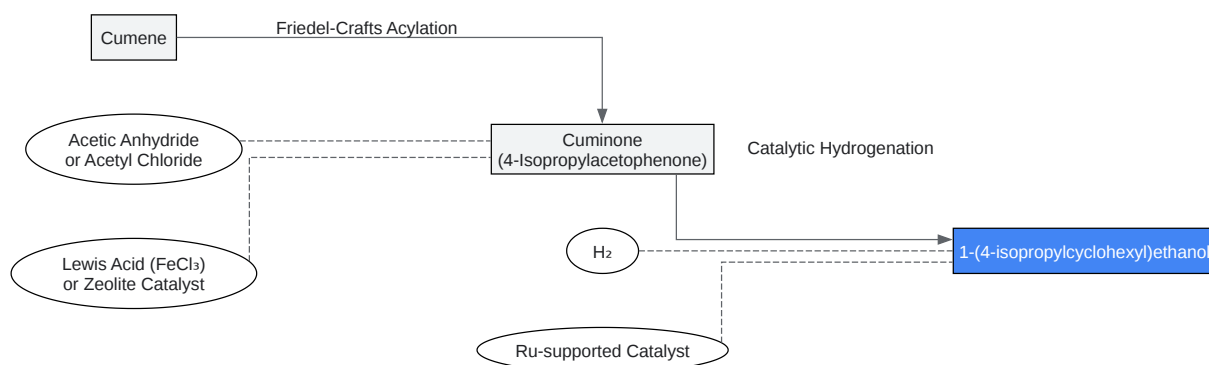 Cumene
Friedel-Crafts Acylation
Acetic Anhydride
or Acetyl Chloride
Cuminone
(4-Isopropylacetophenone)
Catalytic Hydrogenation
H₂
1-(4-isopropylcyclohexyl)ethanol
Lewis Acid (FeCl₃)
or Zeolite Catalyst
Ru-supported Catalyst